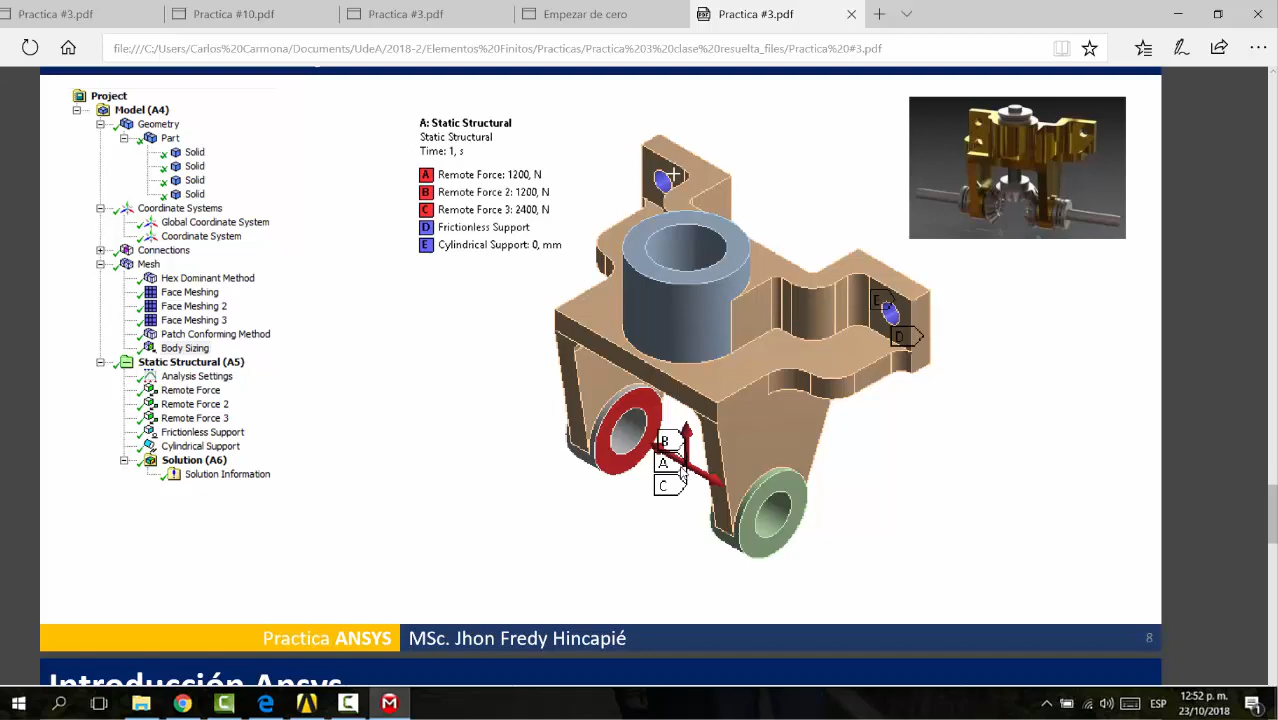 Practica #3.pdf
Practica #10.pdf
Practica #3.pdf
Empezar de cero
Practica #3.pdf
file:///C:/Users/Carlos%20Carmona/Documents/UdeA/2018-2/Elementos%20Finitos/Practicas/Practica%203%20clase%20resuelta_files/Practica%20#3.pdf
Project
Model (A4)
Geometry
Part
Solid
Solid
Solid
Solid
Coordinate Systems
Global Coordinate System
Coordinate System
Connections
Mesh
Hex Dominant Method
Face Meshing
Face Meshing 2
Face Meshing 3
Patch Conforming Method
Body Sizing
Static Structural (A5)
Analysis Settings
Remote Force
Remote Force 2
Remote Force 3
Frictionless Support
Cylindrical Support
Solution (A6)
Solution Information
A: Static Structural
Static Structural
Time: 1, s
A Remote Force: 1200, N
B Remote Force 2: 1200, N
C Remote Force 3: 2400, N
D Frictionless Support
E Cylindrical Support: 0, mm
E
D
B
A
C
Practica ANSYS
MSc. Jhon Fredy Hincapié
8
Introducción Ansys
ESP
12:52 p. m.
23/10/2018